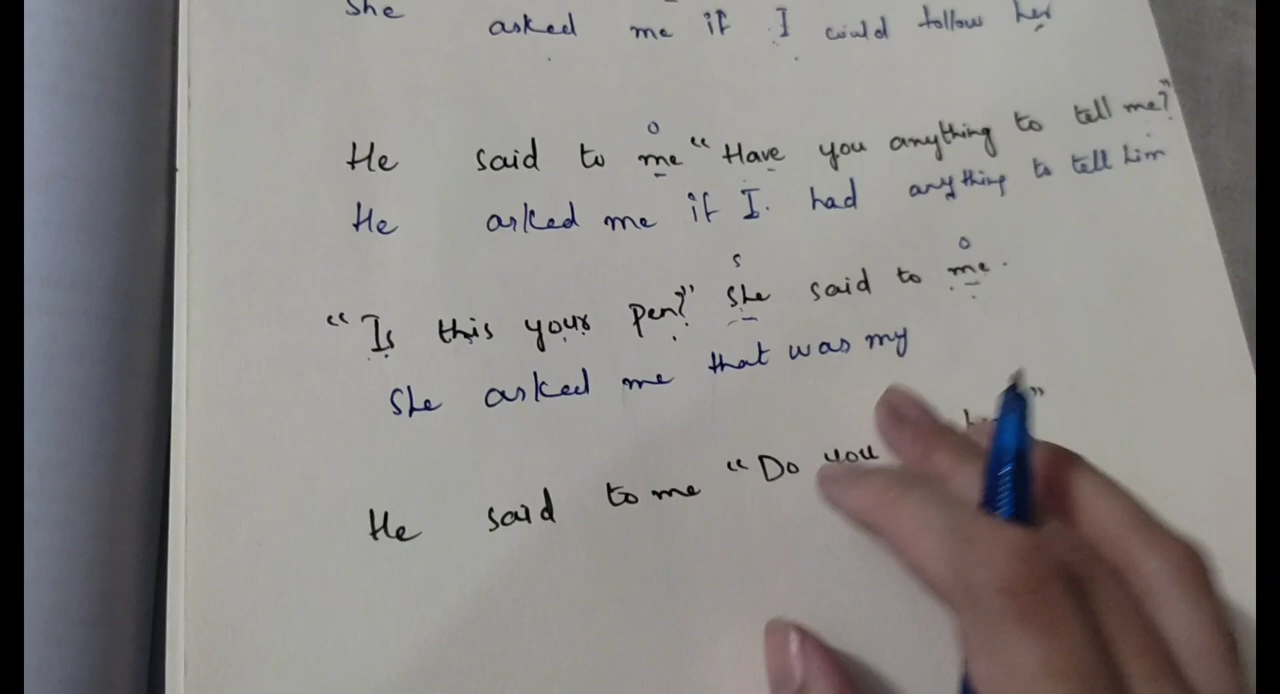 She asked me if I could follow her
o
He said to me "Have you anything to tell me?"
He asked me if I had anything to tell him
s o
"Is this your pen?" she said to me.
She asked me that was my
He said to me "Do you "